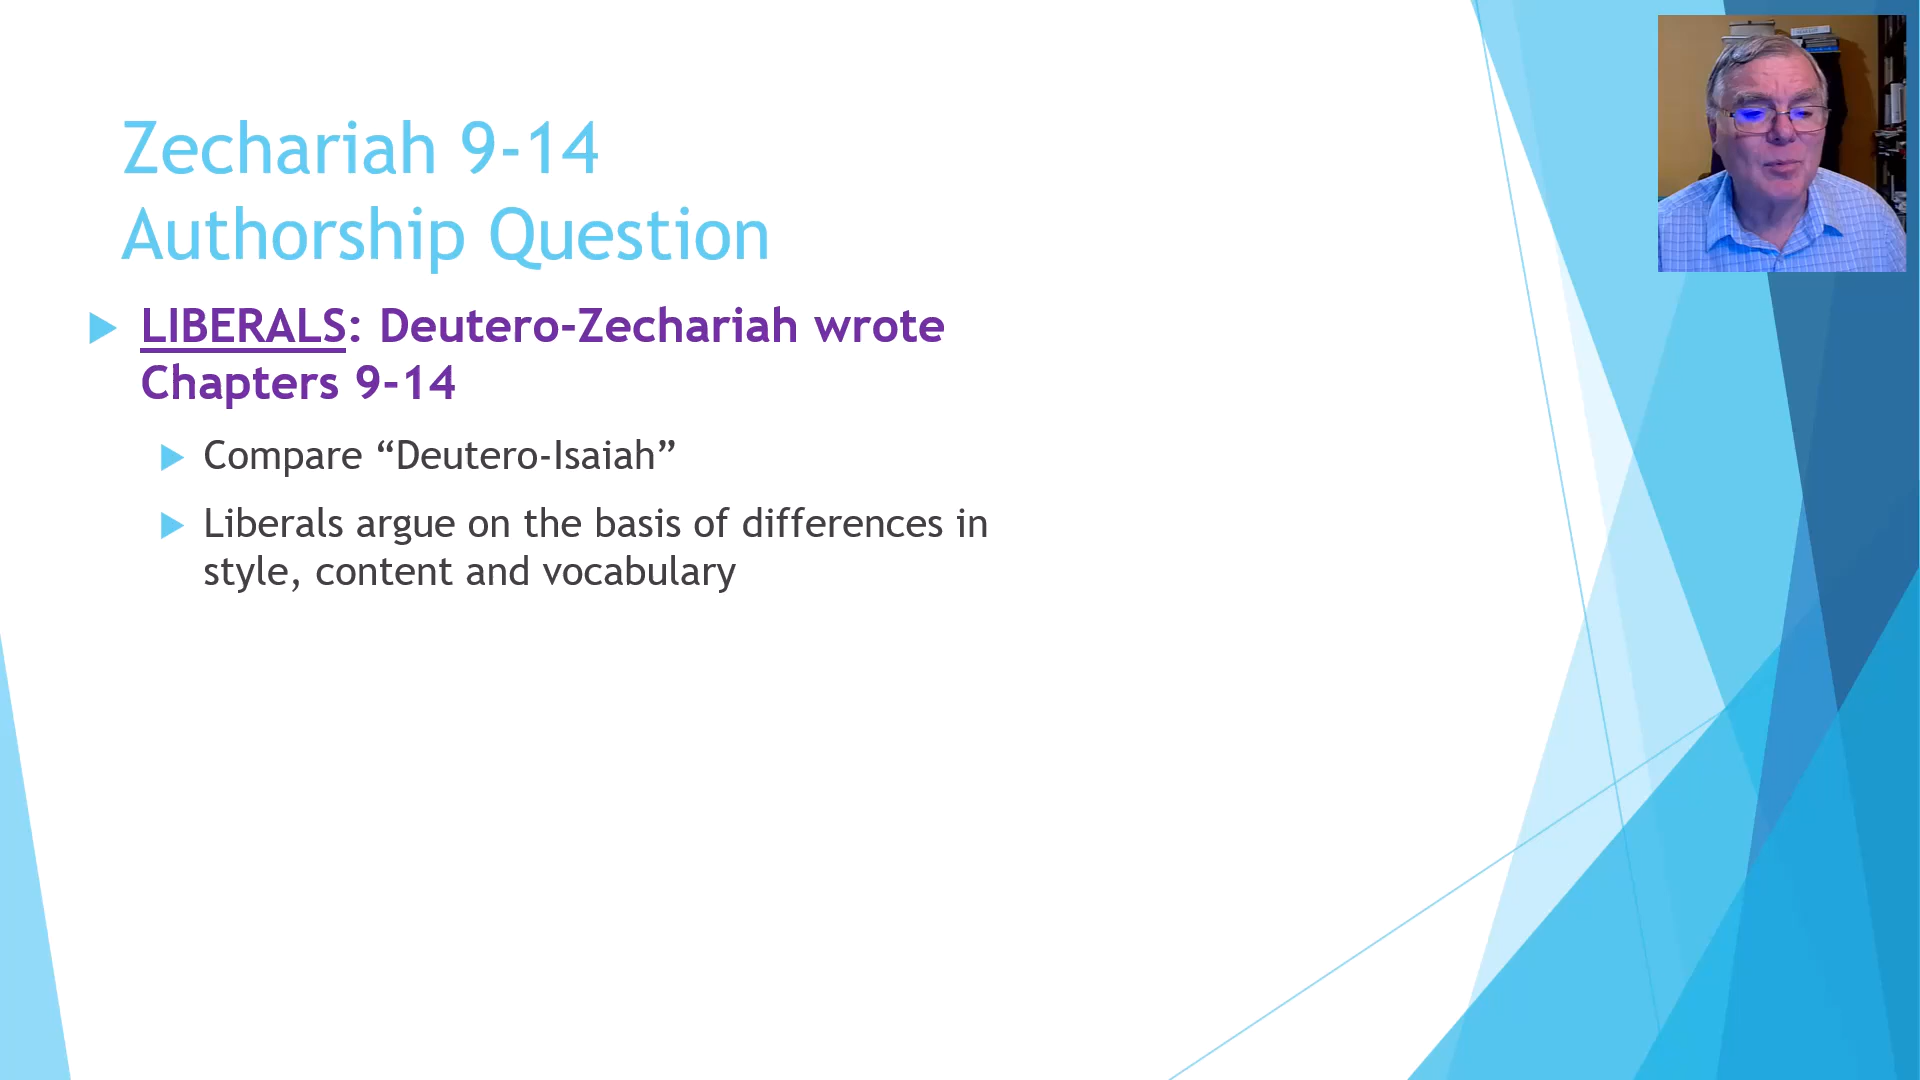 Zechariah 9-14
Authorship Question
LIBERALS: Deutero-Zechariah wrote
Chapters 9-14
Compare “Deutero-Isaiah”
Liberals argue on the basis of differences in
style, content and vocabulary